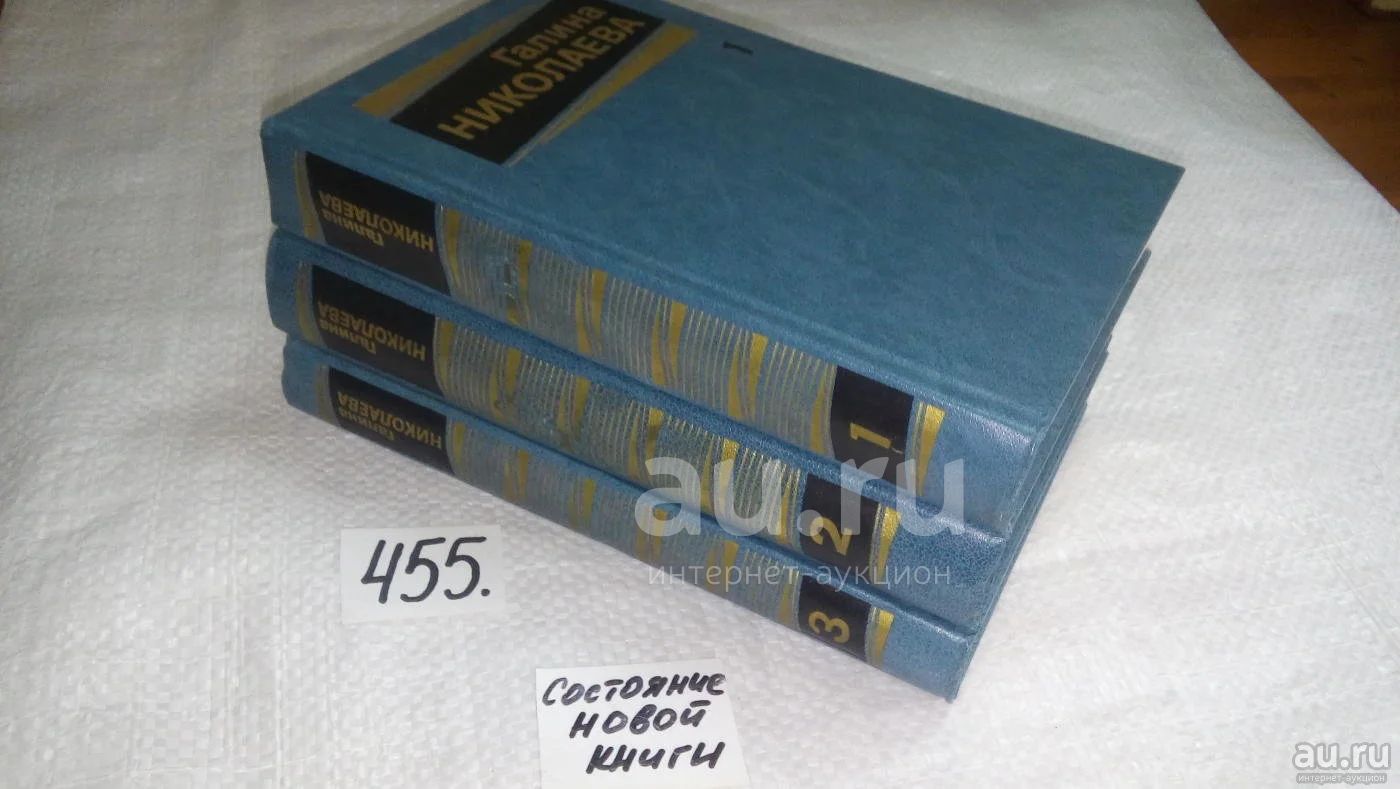 Галина
НИКОЛАЕВА
1
Галина
НИКОЛАЕВА
1
Галина
НИКОЛАЕВА
2
Галина
НИКОЛАЕВА
3
au.ru
интернет-аукцион
455.
Состояние
новой
книги
au.ru
интернет-аукцион